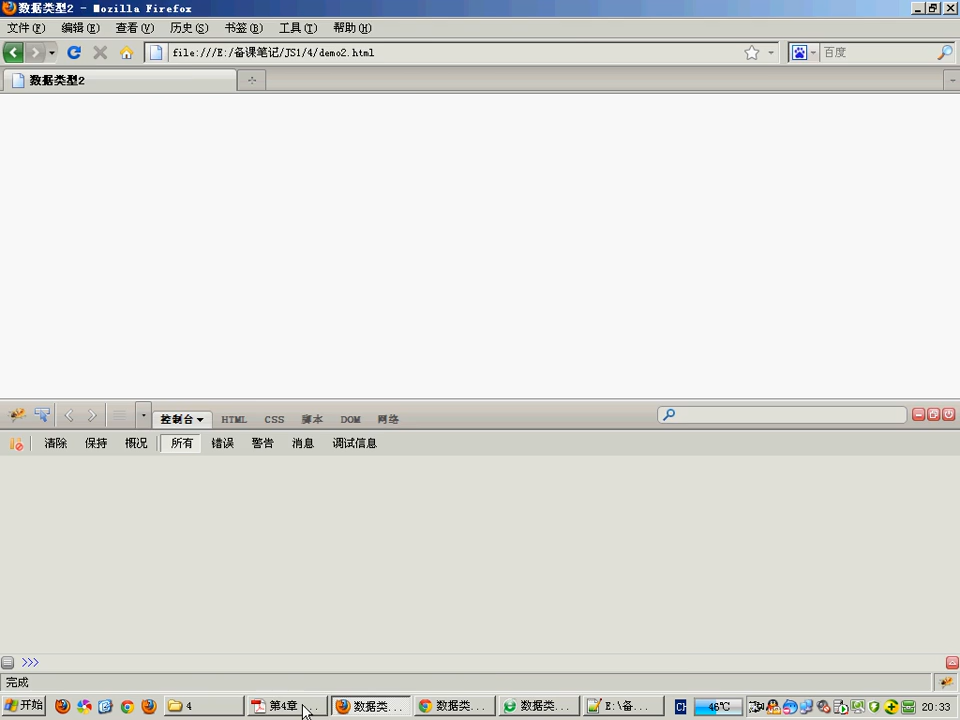 数据类型2 - Mozilla Firefox
文件(F) 编辑(E) 查看(V) 历史(S) 书签(B) 工具(T) 帮助(H)
file:///E:/备课笔记/JS1/4/demo2.html 百度
数据类型2
控制台 HTML CSS 脚本 DOM 网络
清除 保持 概况 所有 错误 警告 消息 调试信息
>>>
完成
开始 4 第4章... 数据类... 数据类... 数据类... E:\备... CH 46℃ 20:33